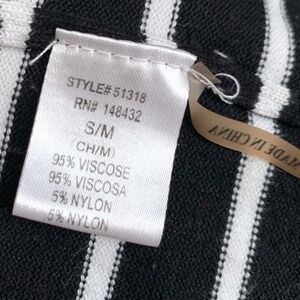 STYLE# 51318
RN# 148432
S/M
(CH/M)
95% VISCOSE
95% VISCOSA
5% NYLON
5% NYLON
MADE IN CHINA